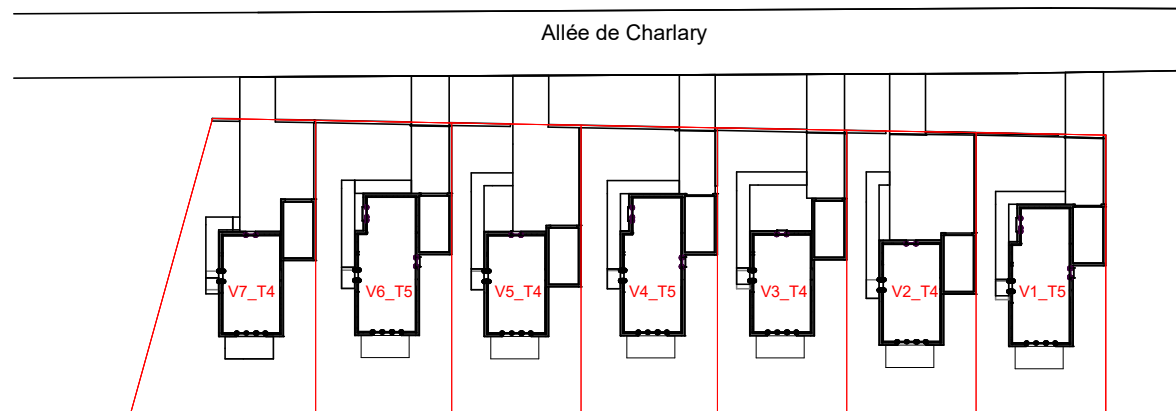 Allée de Charlary
V7_T4
V6_T5
V5_T4
V4_T5
V3_T4
V2_T4
V1_T5